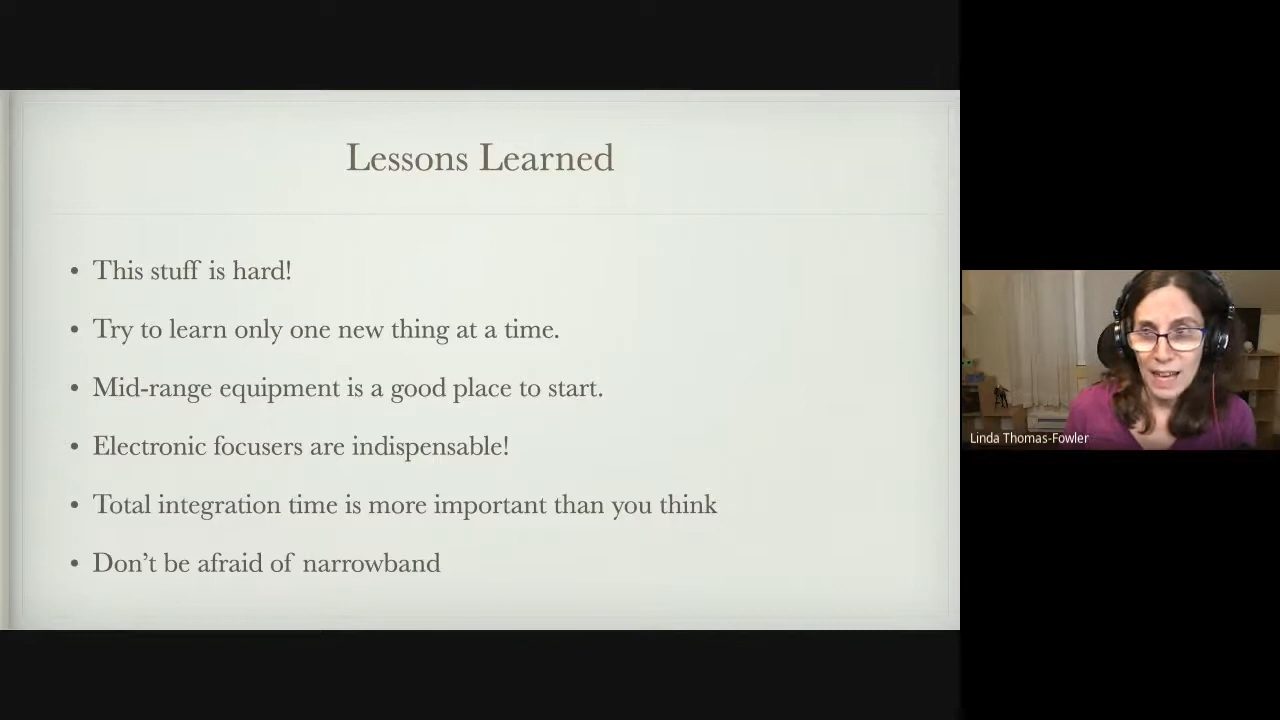 Lessons Learned
• This stuff is hard!
• Try to learn only one new thing at a time.
• Mid-range equipment is a good place to start.
• Electronic focusers are indispensable!
• Total integration time is more important than you think
• Don’t be afraid of narrowband
Linda Thomas-Fowler